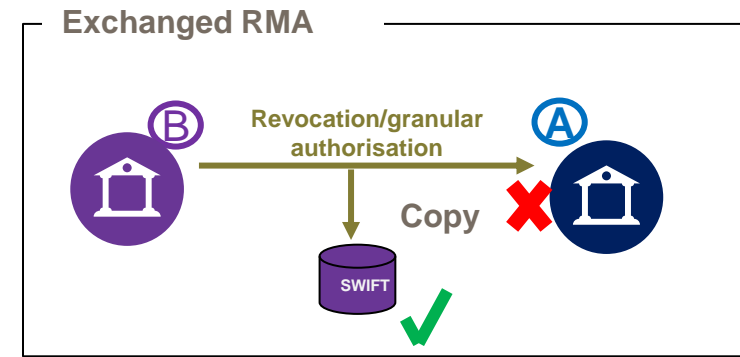 Exchanged RMA
B
Revocation/granular
authorisation
A
Copy
SWIFT